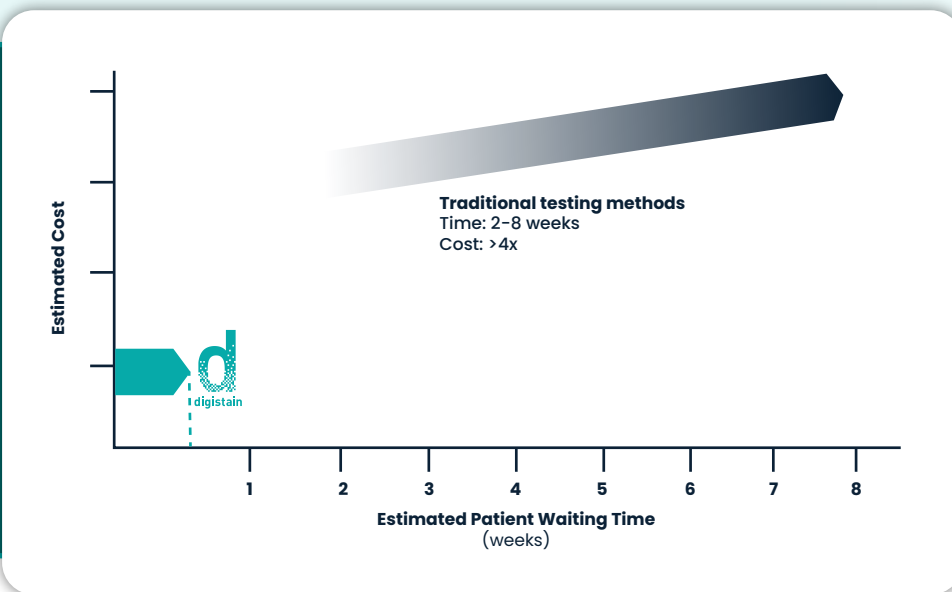 Estimated Cost
Traditional testing methods
Time: 2-8 weeks
Cost: >4x
d
digistain
1 2 3 4 5 6 7 8
Estimated Patient Waiting Time
(weeks)